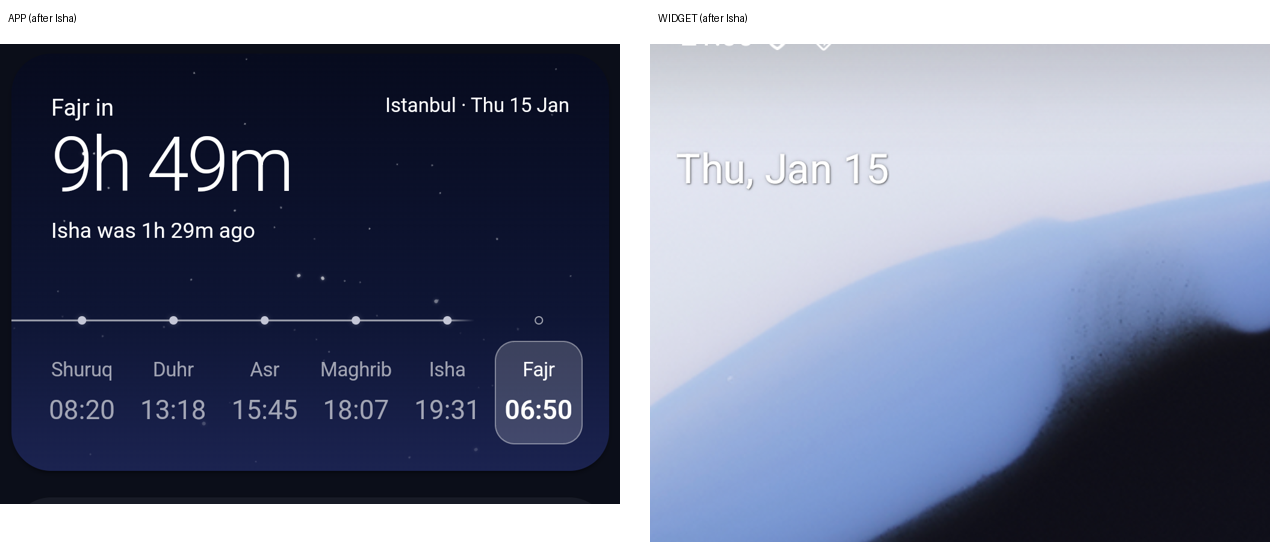 APP (after Isha)
WIDGET (after Isha)
Fajr in
Istanbul · Thu 15 Jan
9h 49m
Isha was 1h 29m ago
Shuruq Duhr Asr Maghrib Isha Fajr
08:20 13:18 15:45 18:07 19:31 06:50
Thu, Jan 15